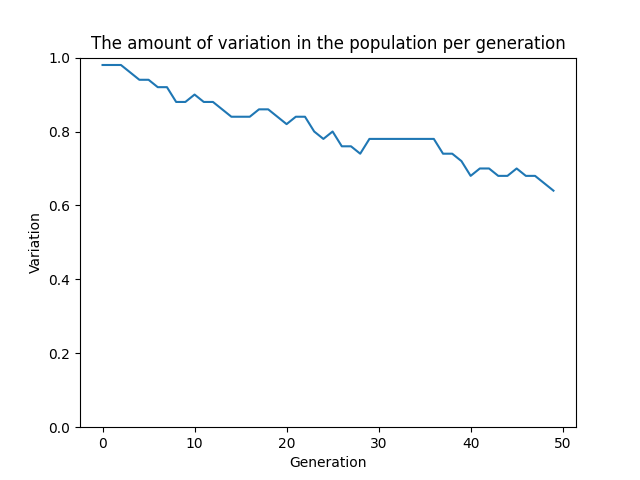 The amount of variation in the population per generation
1.0
0.8
0.6
0.4
0.2
0.0
Variation
0 10 20 30 40 50
Generation